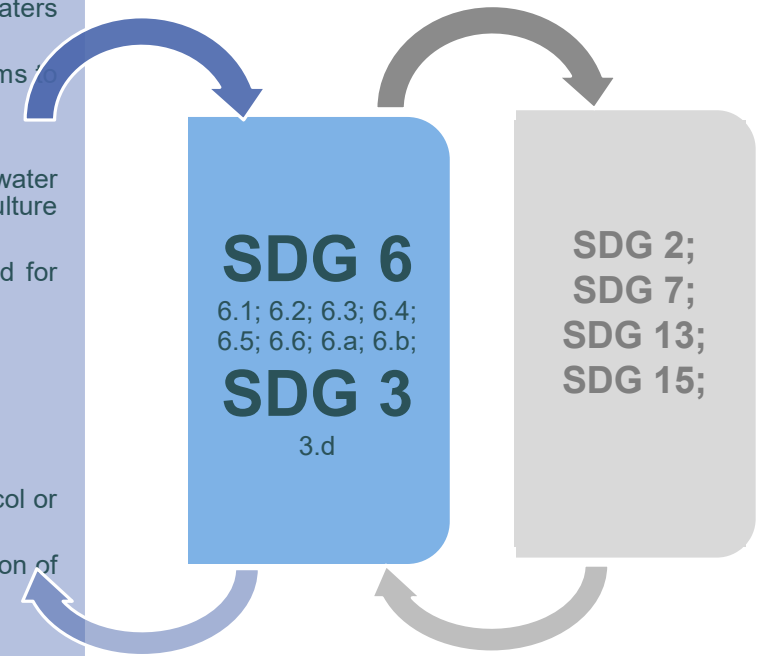 aters
ms to
water
ulture
d for
col or
on of
SDG 6
6.1; 6.2; 6.3; 6.4;
6.5; 6.6; 6.a; 6.b;
SDG 3
3.d
SDG 2;
SDG 7;
SDG 13;
SDG 15;